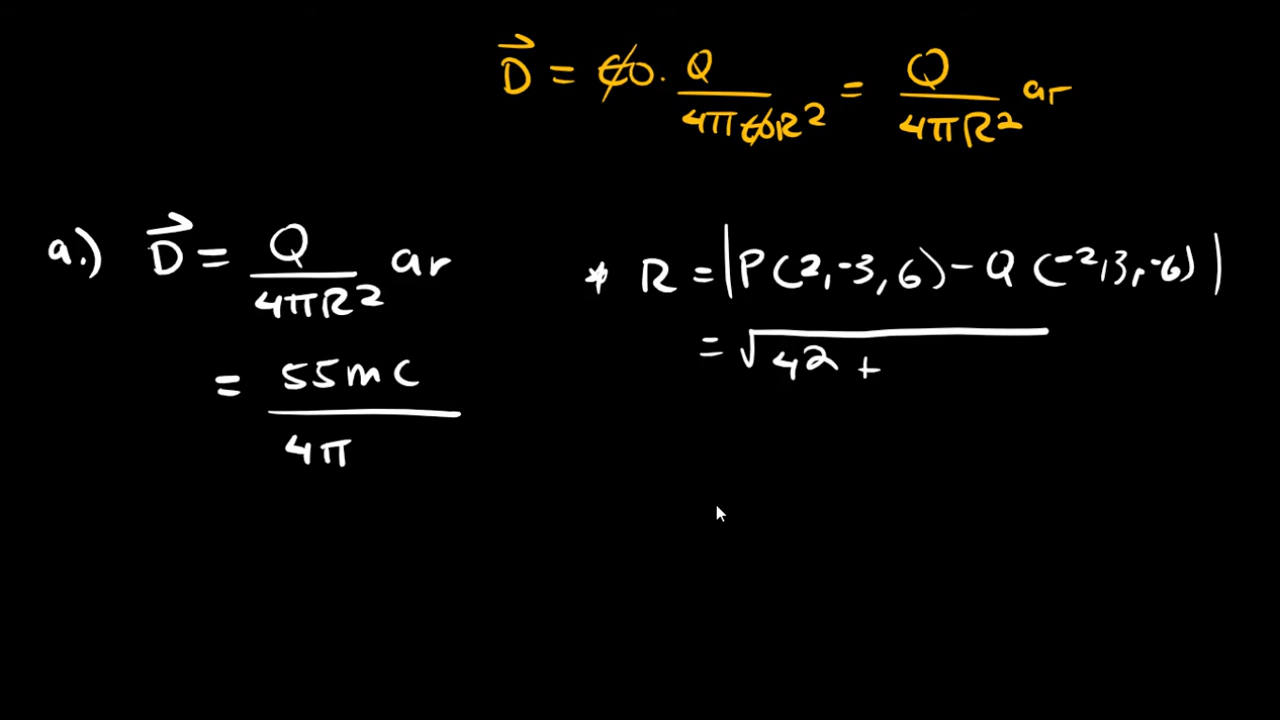 D = ϵ0 · Q / 4πϵ0R² = Q / 4πR² ar
a.) D = Q / 4πR² ar
= 55mC / 4π
* R = |P(2,-3,6) - Q(-2,3,-6)|
= √4² +